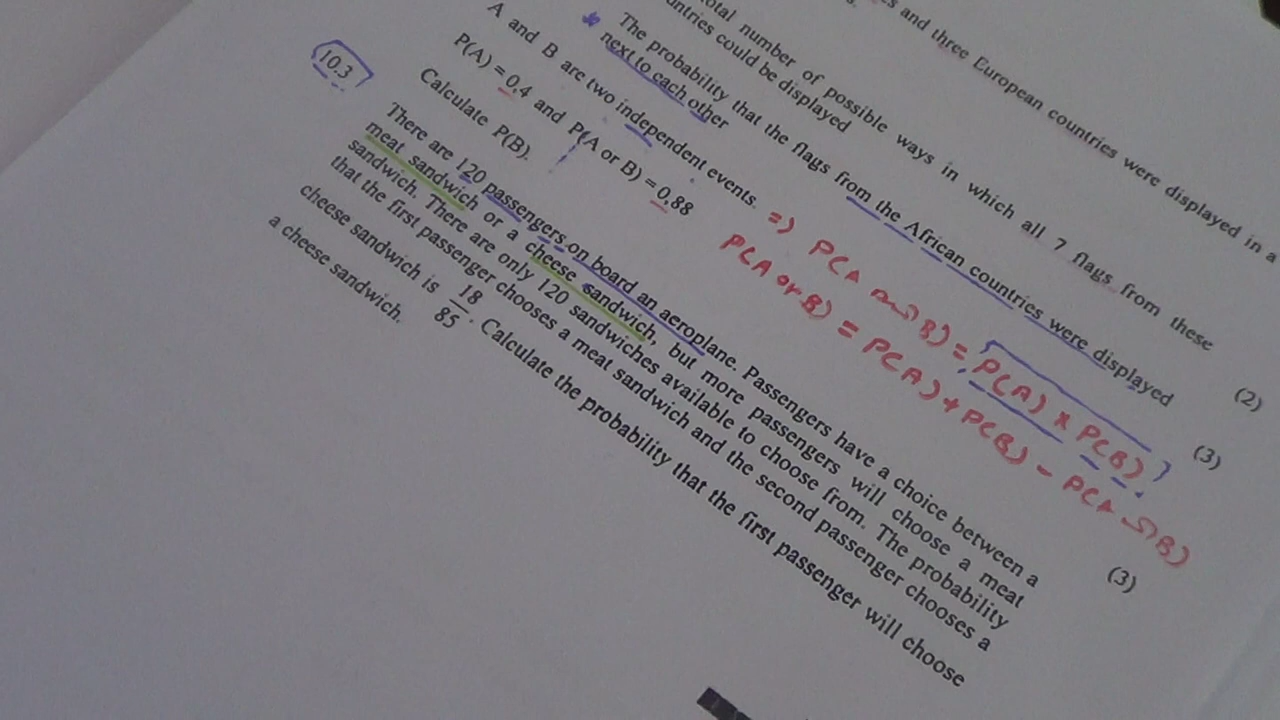 and three European countries were displayed in a
total number of possible ways in which all 7 flags from these
countries could be displayed
(2)
The probability that the flags from the African countries were displayed
next to each other
(3)
A and B are two independent events. => P(A and B) = P(A) x P(B).
P(A) = 0,4 and P(A or B) = 0,88
P(A or B) = P(A) + P(B) - P(A and B)
Calculate P(B).
(3)
10.3
There are 120 passengers on board an aeroplane. Passengers have a choice between a
meat sandwich or a cheese sandwich, but more passengers will choose a meat
sandwich. There are only 120 sandwiches available to choose from. The probability
that the first passenger chooses a meat sandwich and the second passenger chooses a
cheese sandwich is 18/85. Calculate the probability that the first passenger will choose
a cheese sandwich.